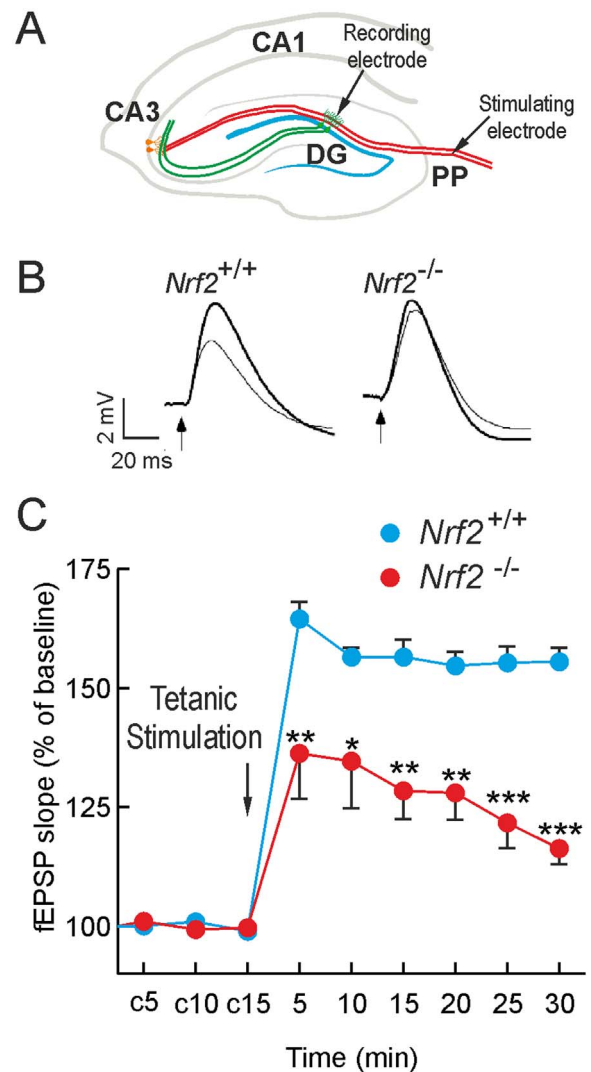 A
Recording
electrode
CA1
CA3
Stimulating
electrode
DG
PP
B
Nrf2+/+
Nrf2-/-
2 mV
20 ms
C
Nrf2+/+
Nrf2 -/-
175
150
125
100
fEPSP slope (% of baseline)
Tetanic
Stimulation
** * ** ** *** ***
c5 c10 c15 5 10 15 20 25 30
Time (min)